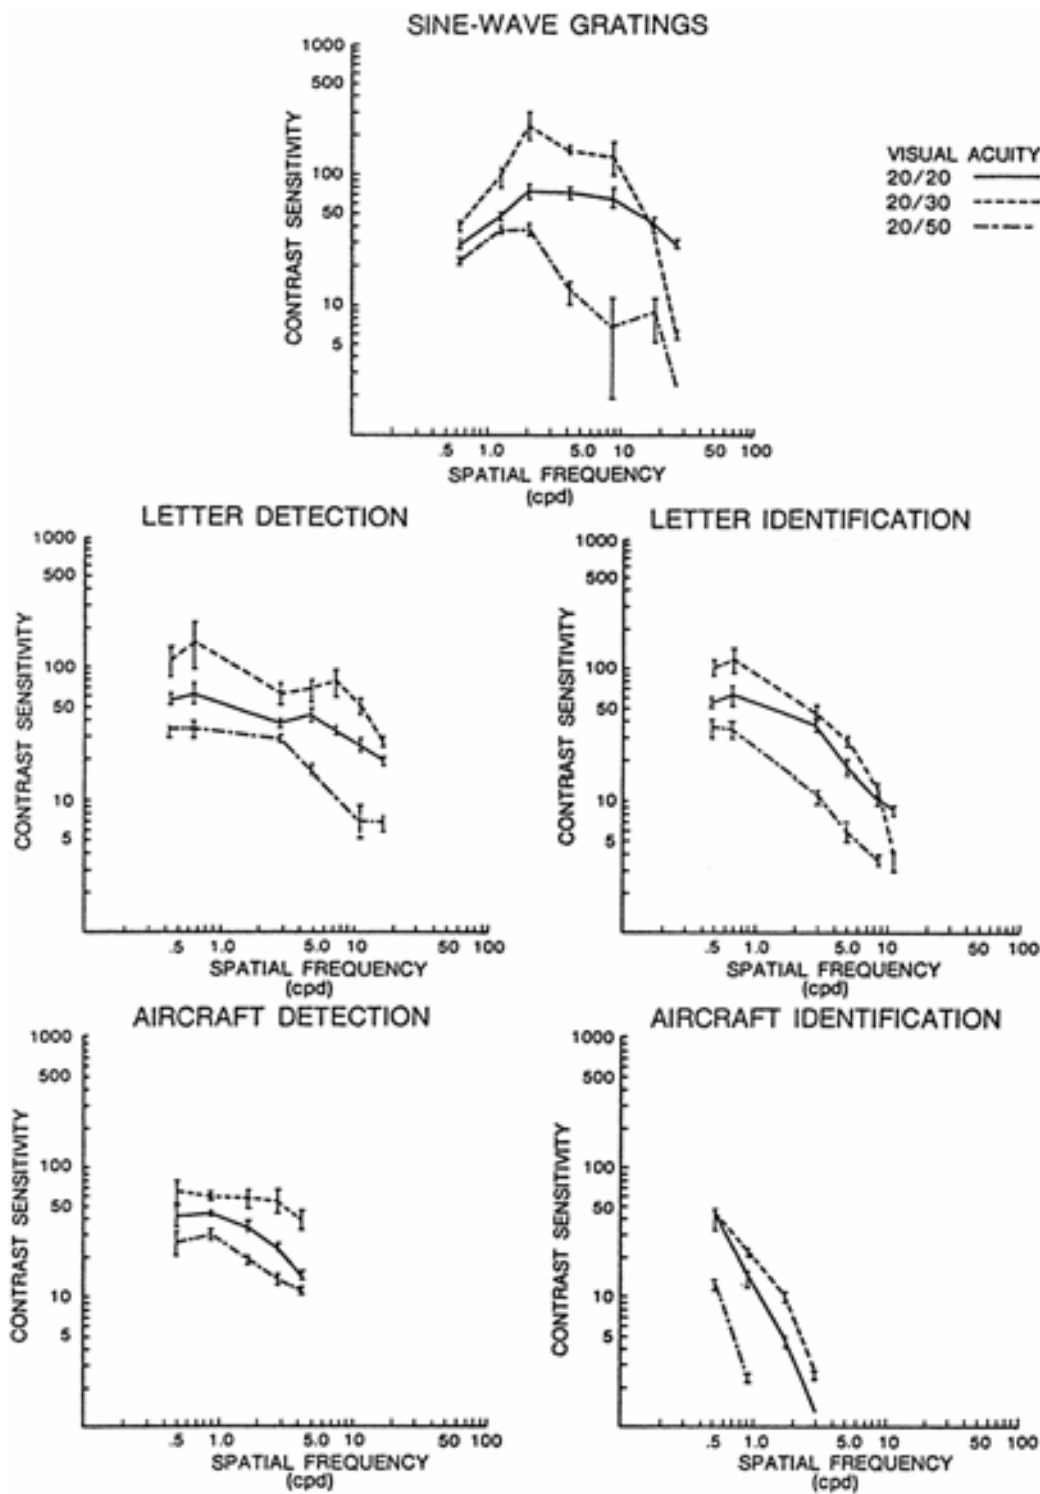 SINE-WAVE GRATINGS
1000
500
100
50
10
5
CONTRAST SENSITIVITY
.5 1.0 5.0 10 50 100
SPATIAL FREQUENCY
(cpd)
VISUAL ACUITY
20/20
20/30
20/50
LETTER DETECTION
1000
500
100
50
10
5
CONTRAST SENSITIVITY
.5 1.0 5.0 10 50 100
SPATIAL FREQUENCY
(cpd)
LETTER IDENTIFICATION
1000
500
100
50
10
5
CONTRAST SENSITIVITY
.5 1.0 5.0 10 50 100
SPATIAL FREQUENCY
(cpd)
AIRCRAFT DETECTION
1000
500
100
50
10
5
CONTRAST SENSITIVITY
.5 1.0 5.0 10 50 100
SPATIAL FREQUENCY
(cpd)
AIRCRAFT IDENTIFICATION
1000
500
100
50
10
5
CONTRAST SENSITIVITY
.5 1.0 5.0 10 50 100
SPATIAL FREQUENCY
(cpd)